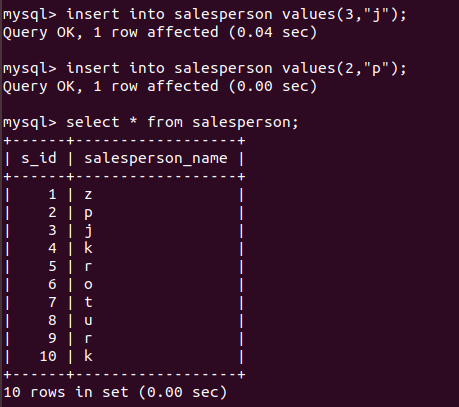 mysql> insert into salesperson values(3,"j");
Query OK, 1 row affected (0.04 sec)

mysql> insert into salesperson values(2,"p");
Query OK, 1 row affected (0.00 sec)

mysql> select * from salesperson;
+------+------------------+
| s_id | salesperson_name |
+------+------------------+
|    1 | z                |
|    2 | p                |
|    3 | j                |
|    4 | k                |
|    5 | r                |
|    6 | o                |
|    7 | t                |
|    8 | u                |
|    9 | r                |
|   10 | k                |
+------+------------------+
10 rows in set (0.00 sec)